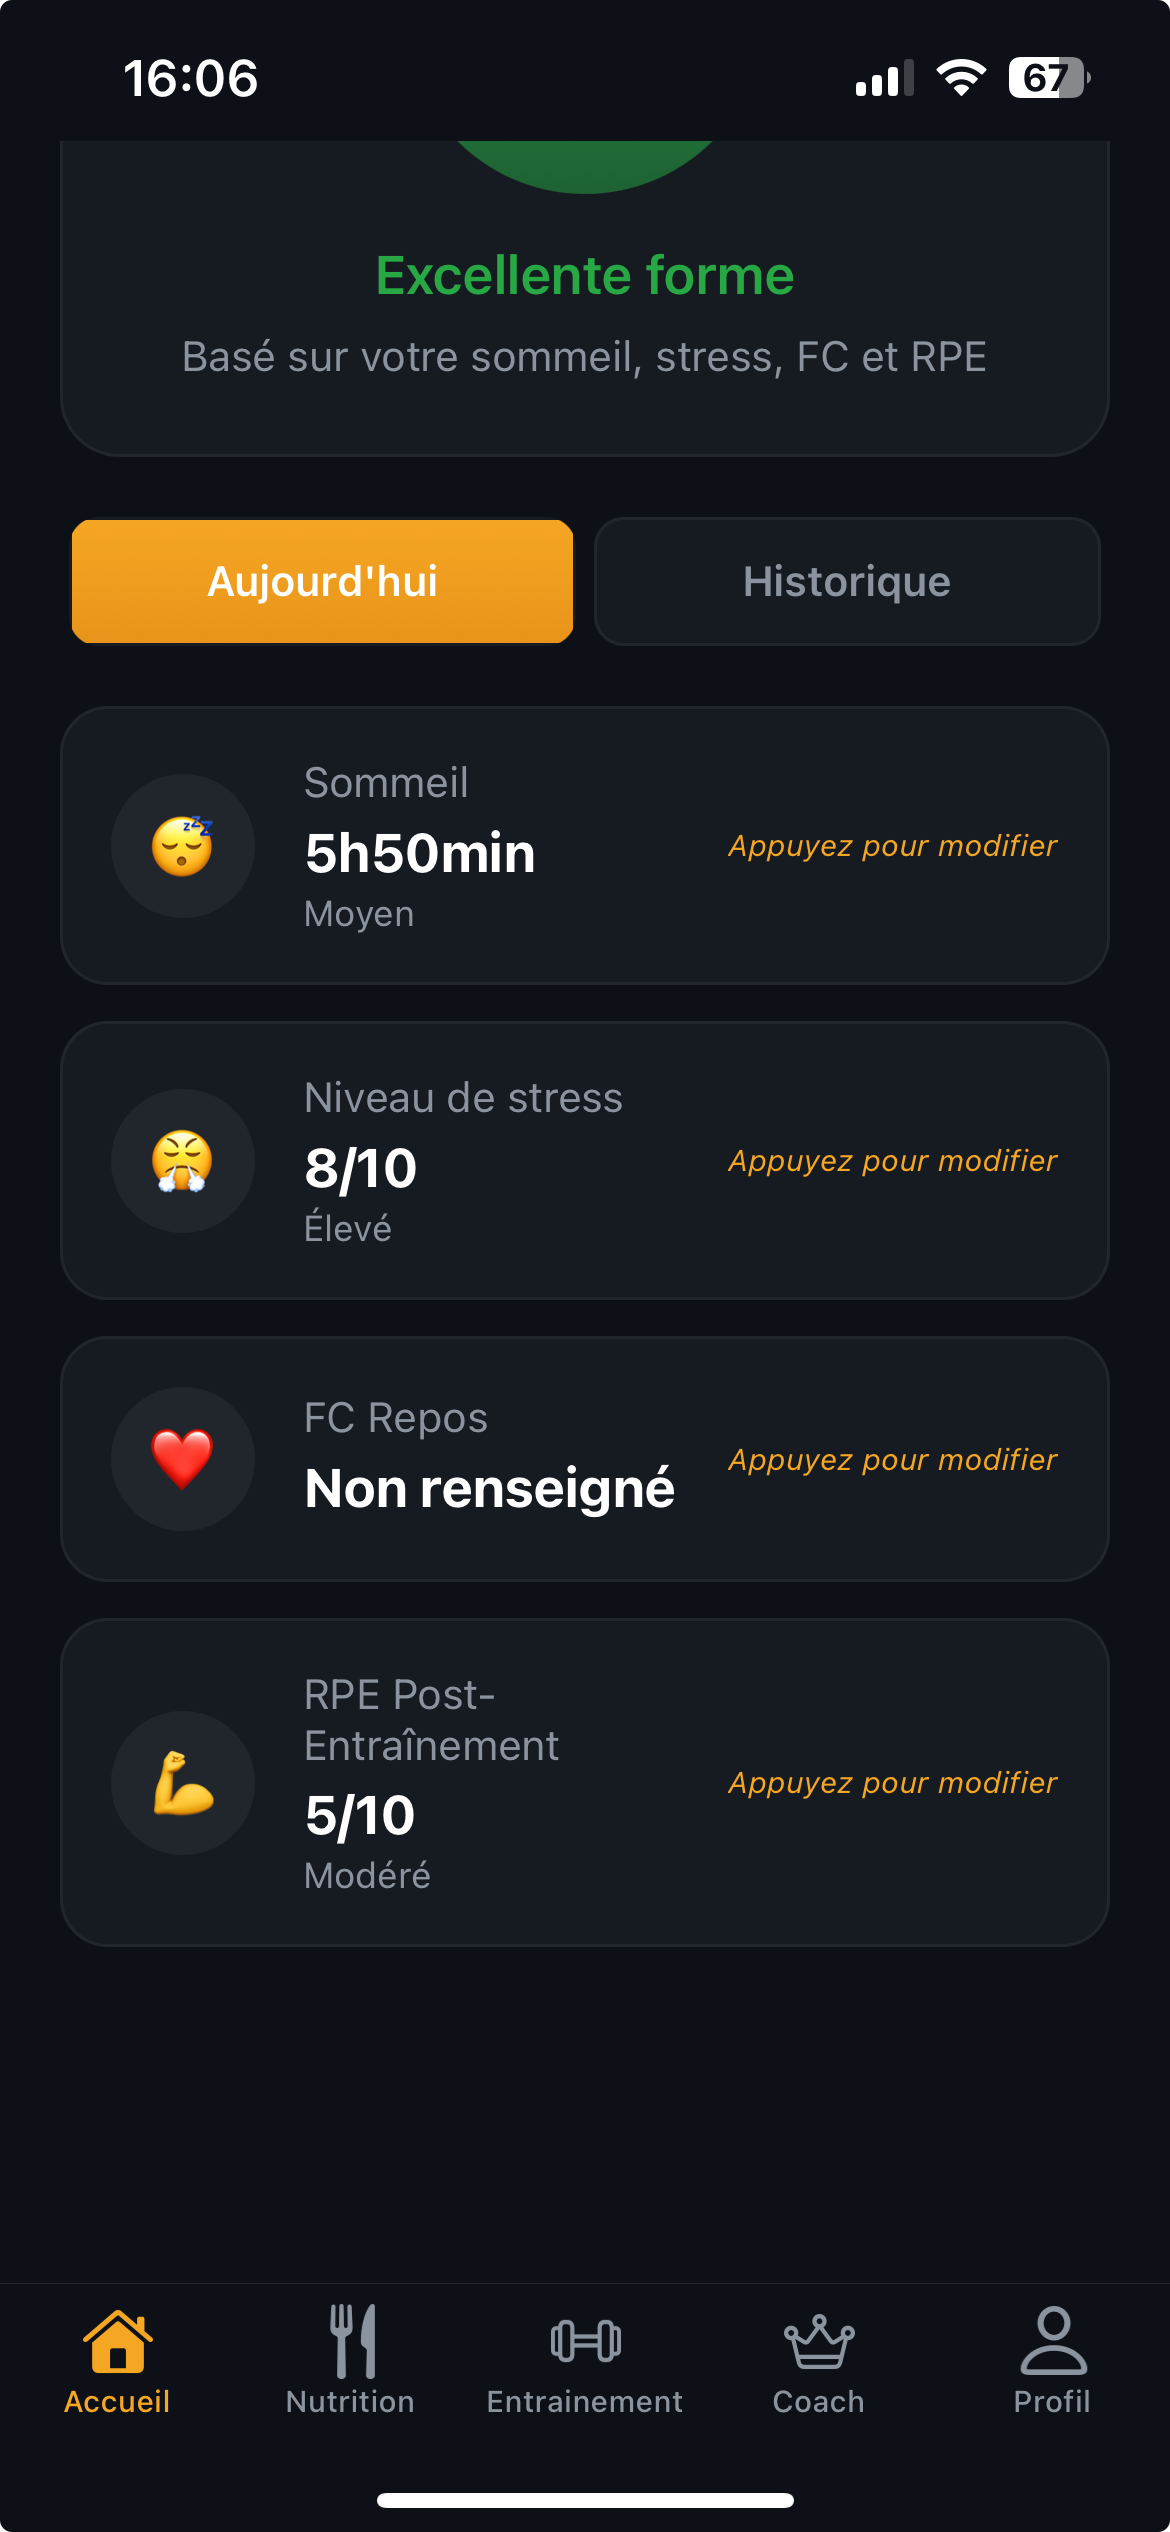 16:06
67
Excellente forme
Basé sur votre sommeil, stress, FC et RPE
Aujourd'hui
Historique
Sommeil
5h50min
Moyen
Appuyez pour modifier
Niveau de stress
8/10
Élevé
Appuyez pour modifier
FC Repos
Non renseigné
Appuyez pour modifier
RPE Post-
Entraînement
5/10
Modéré
Appuyez pour modifier
Accueil
Nutrition
Entrainement
Coach
Profil